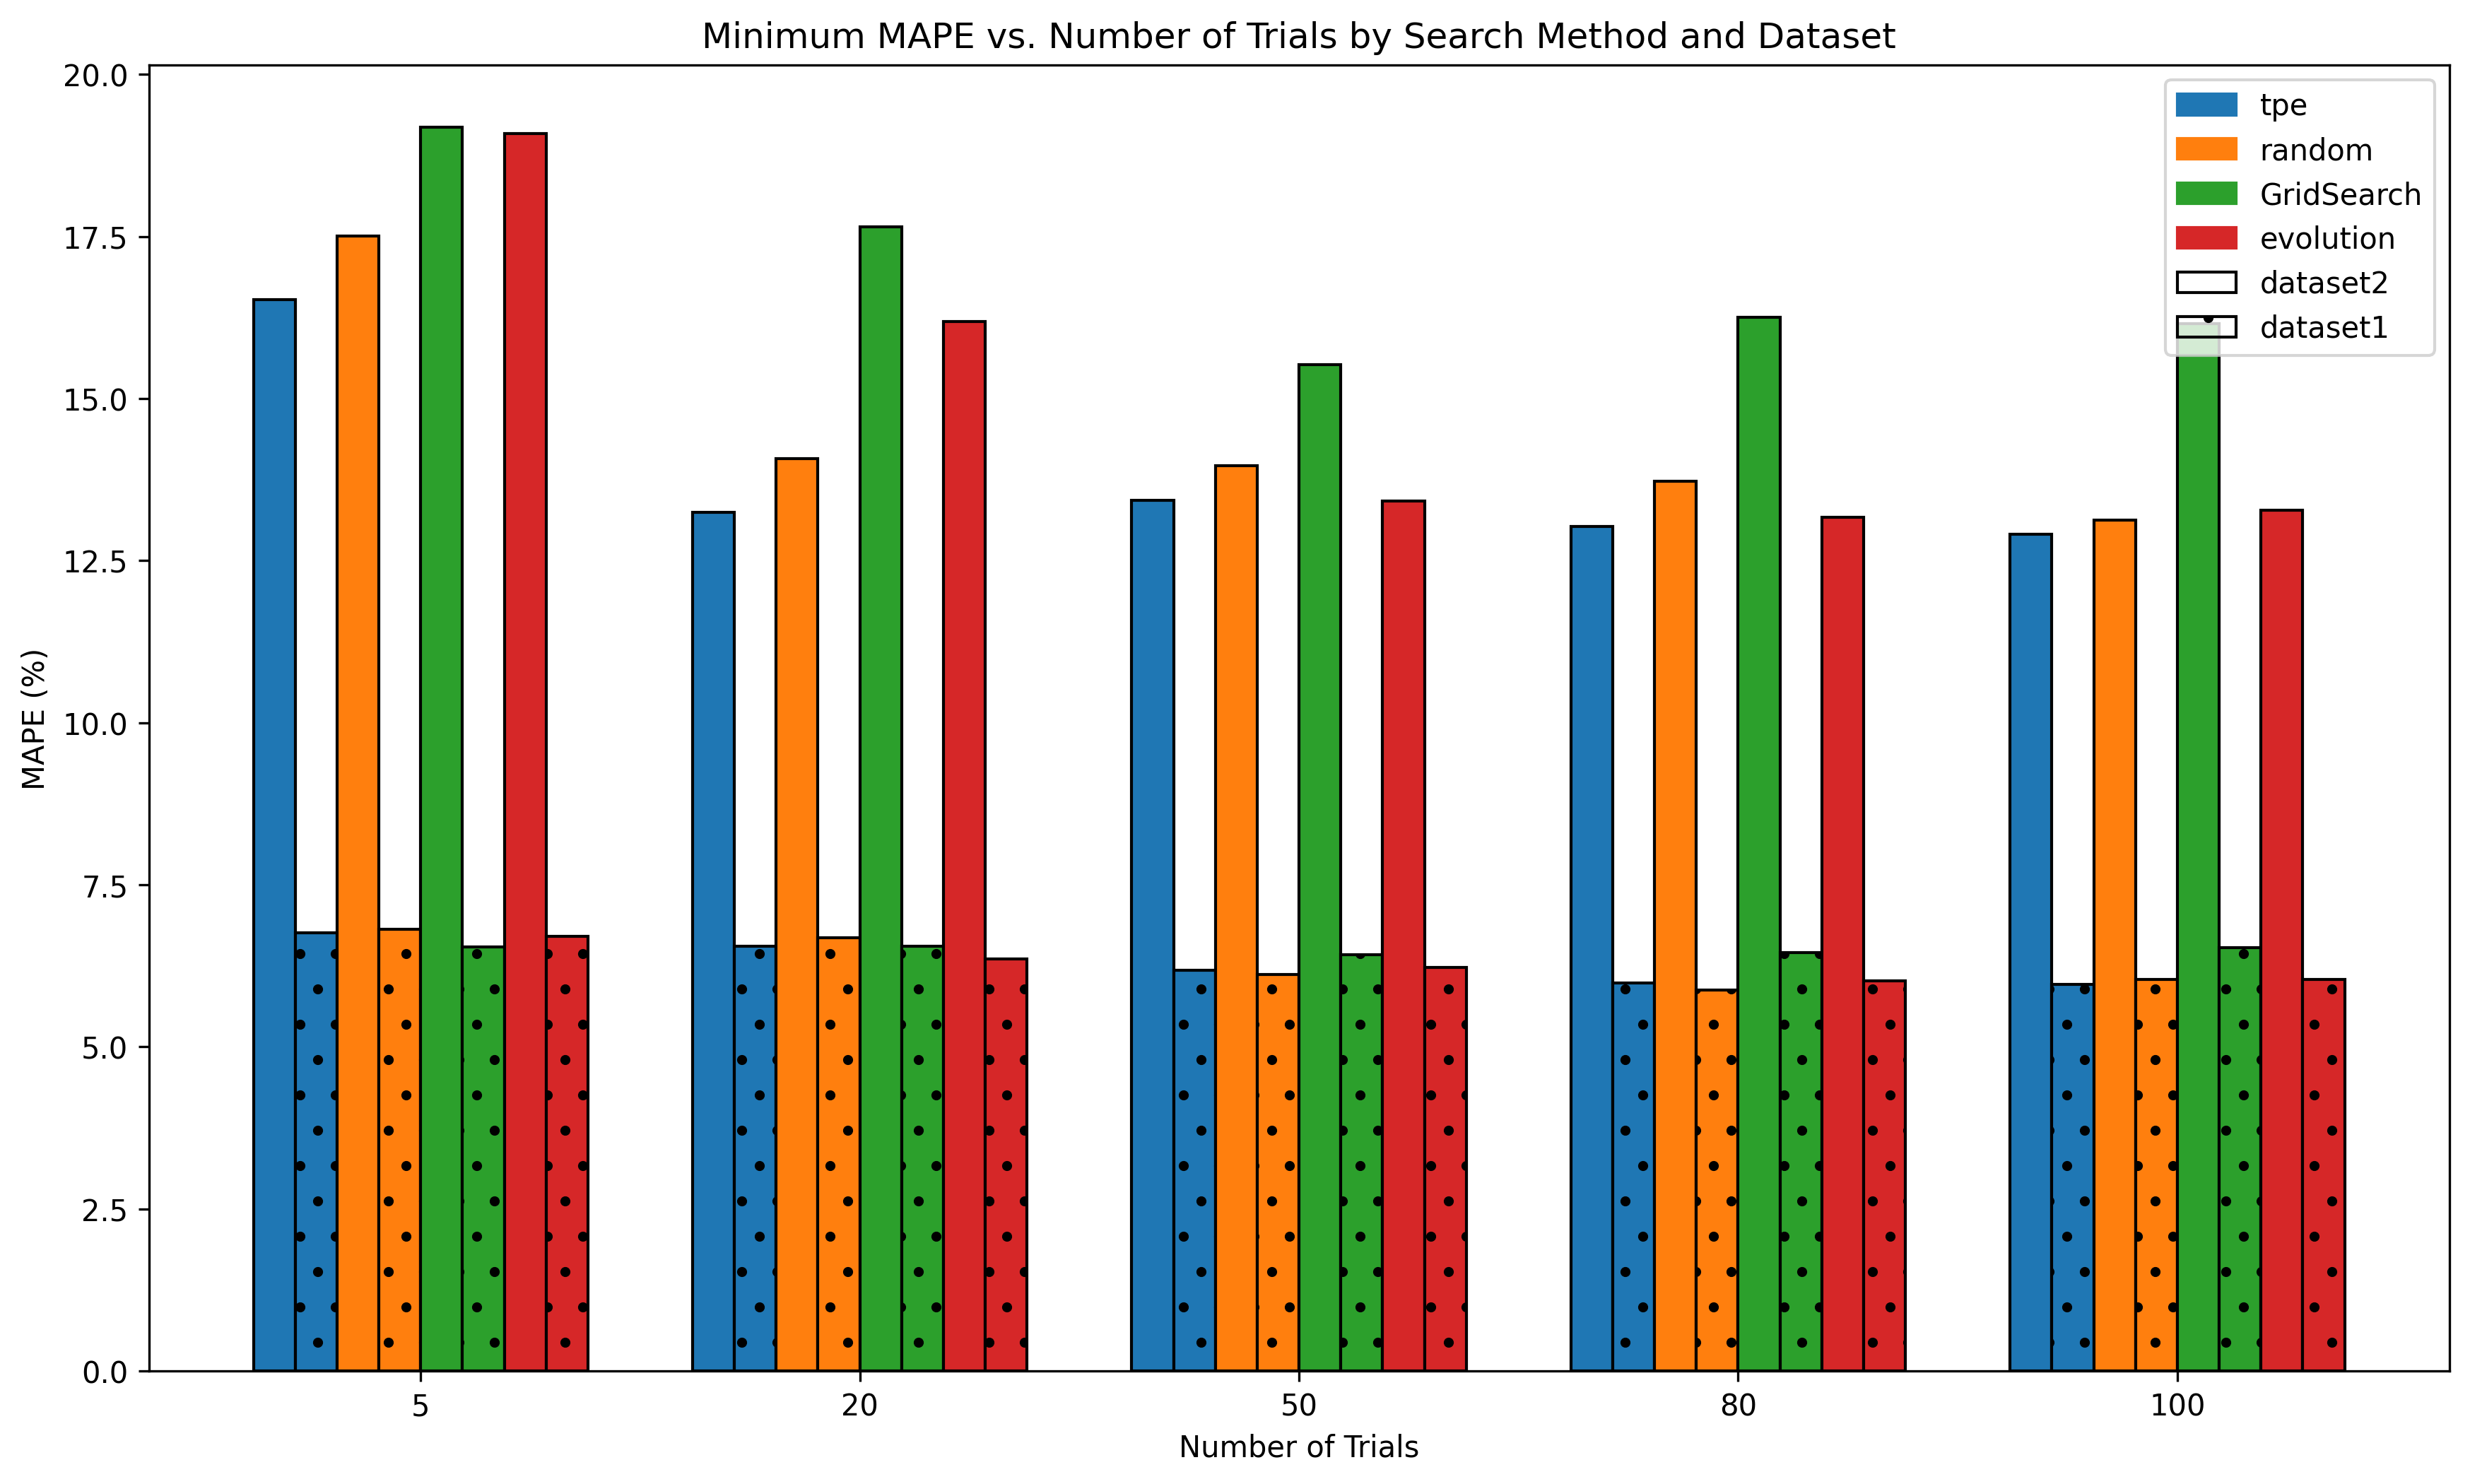 Minimum MAPE vs. Number of Trials by Search Method and Dataset
20.0
17.5
15.0
12.5
10.0
7.5
5.0
2.5
0.0
MAPE (%)
tpe
random
GridSearch
evolution
dataset2
dataset1
5
20
50
80
100
Number of Trials